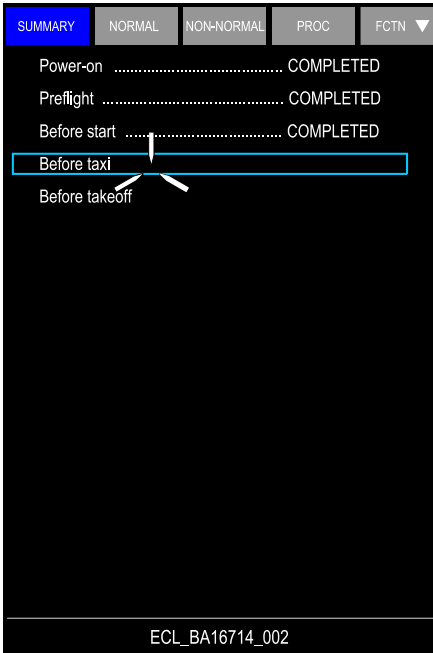 SUMMARY NORMAL NON-NORMAL PROC FCTN
Power-on ................................... COMPLETED
Preflight ...................................... COMPLETED
Before start ................................ COMPLETED
Before taxi
Before takeoff
ECL_BA16714_002